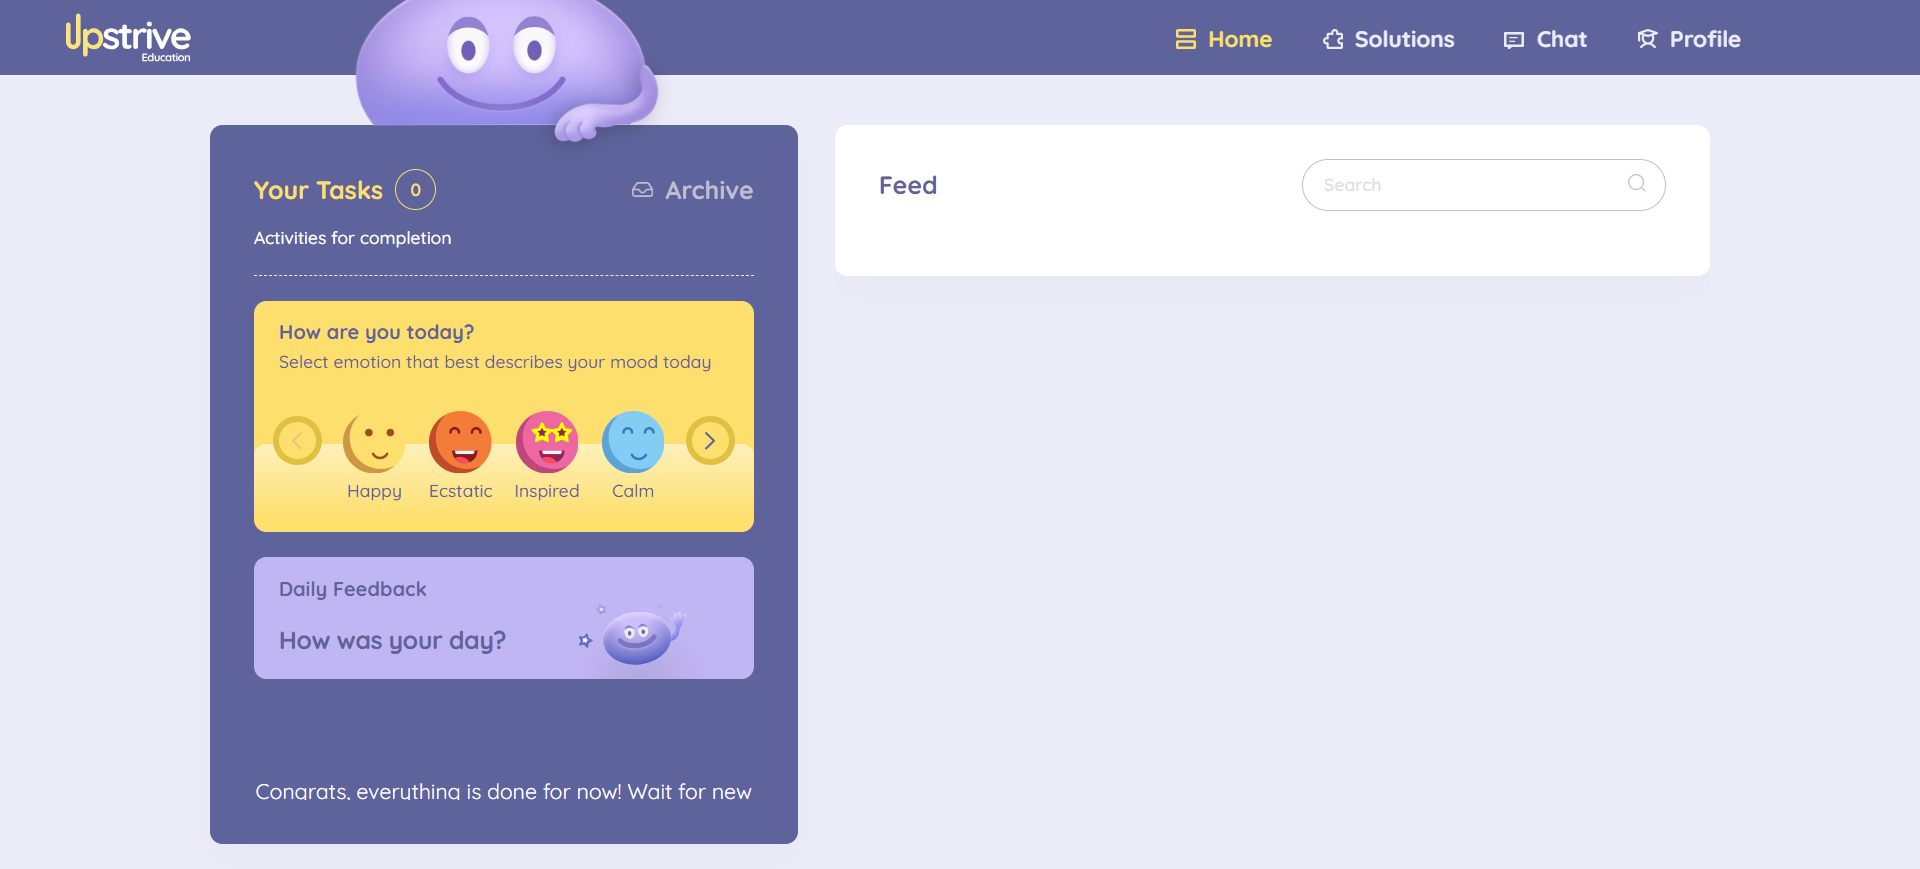 Upstrive
Education
Home
Solutions
Chat
Profile
Your Tasks
0
Archive
Activities for completion
How are you today?
Select emotion that best describes your mood today
Happy
Ecstatic
Inspired
Calm
Daily Feedback
How was your day?
Congrats, everything is done for now! Wait for new
Feed
Search